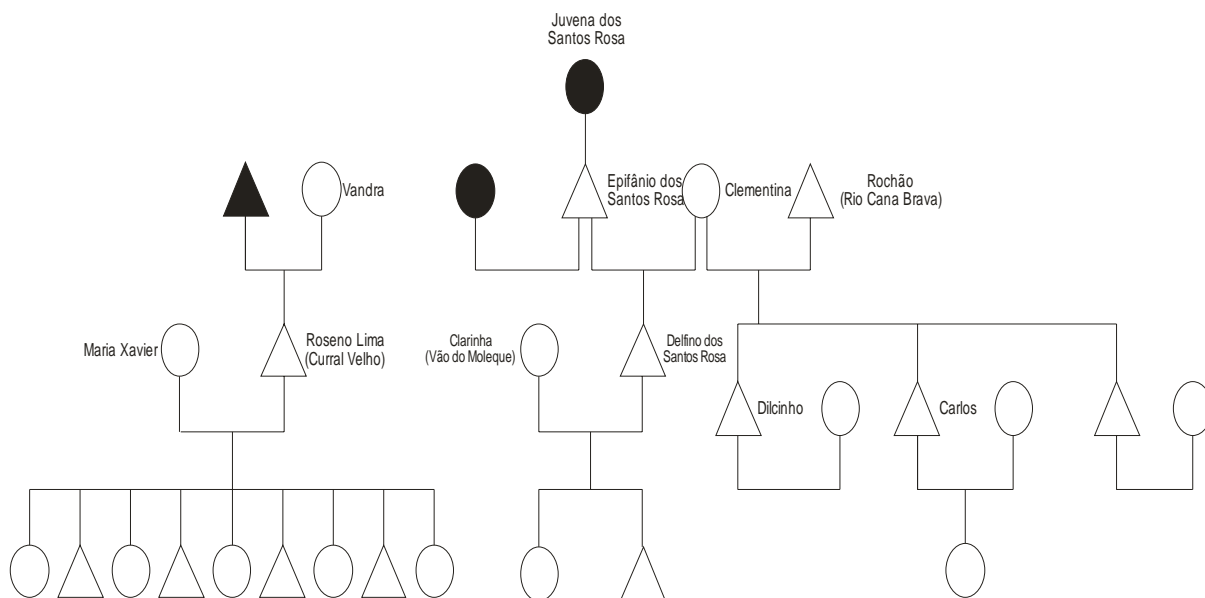 Juvena dos
Santos Rosa
Vandra
Epifânio dos
Santos Rosa
Clementina
Rochão
(Rio Cana Brava)
Maria Xavier
Roseno Lima
(Curral Velho)
Clarinha
(Vão do Moleque)
Delfino dos
Santos Rosa
Dilcinho
Carlos